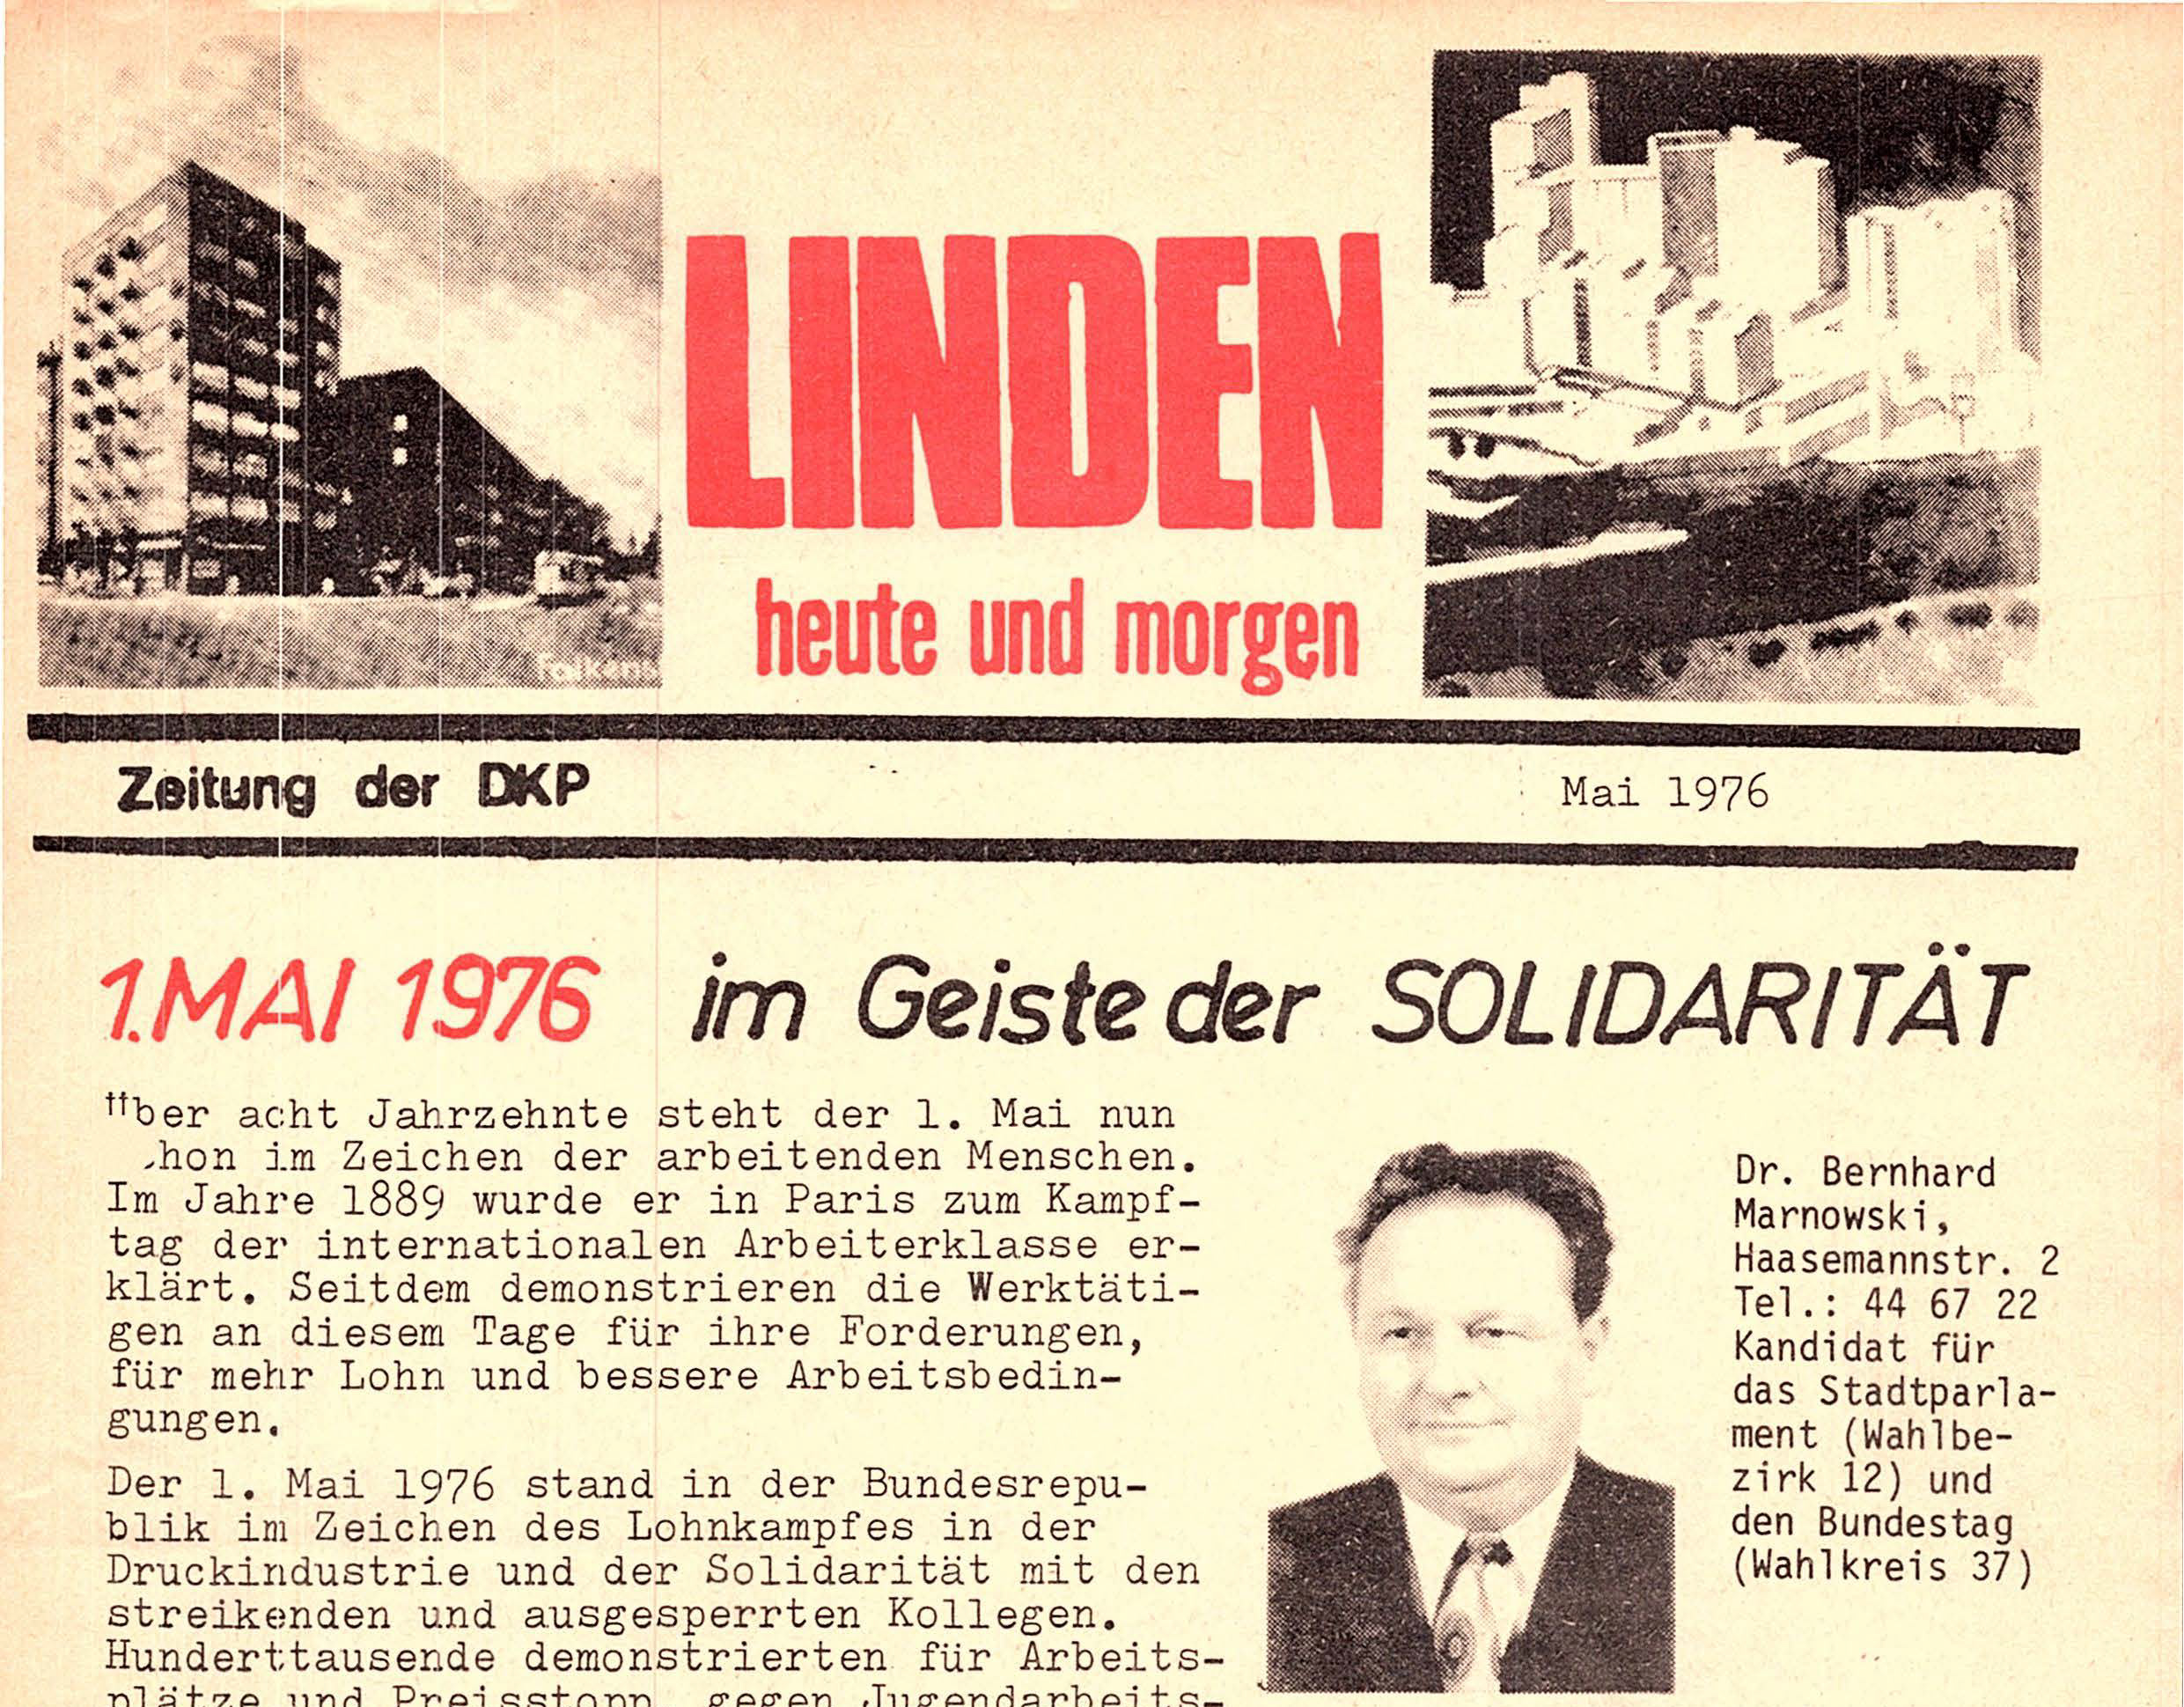 LINDEN
heute und morgen
Zeitung der DKP
Mai 1976
1.MAI 1976 im Geiste der SOLIDARITÄT
acht Jahrzehnte steht der 1. Mai nun
im Zeichen der arbeitenden Menschen.
Im Jahre 1889 wurde er in Paris zum Kampf-
tag der internationalen Arbeiterklasse er-
klärt. Seitdem demonstrieren die Werktäti-
gen an diesem Tage für ihre Forderungen,
für mehr Lohn und bessere Arbeitsbedin-
gungen.
Der 1. Mai 1976 stand in der Bundesrepu-
blik im Zeichen des Lohnkampfes in der
Druckindustrie und der Solidarität mit den
streikenden und ausgesperrten Kollegen.
Hunderttausende demonstrierten für Arbeits-
plätze und Preisstopp, gegen Jugendarbeits-
Dr. Bernhard
Marnowski,
Haasemannstr. 2
Tel.: 44 67 22
Kandidat für
das Stadtparla-
ment (Wahlbe-
zirk 12) und
den Bundestag
(Wahlkreis 37)